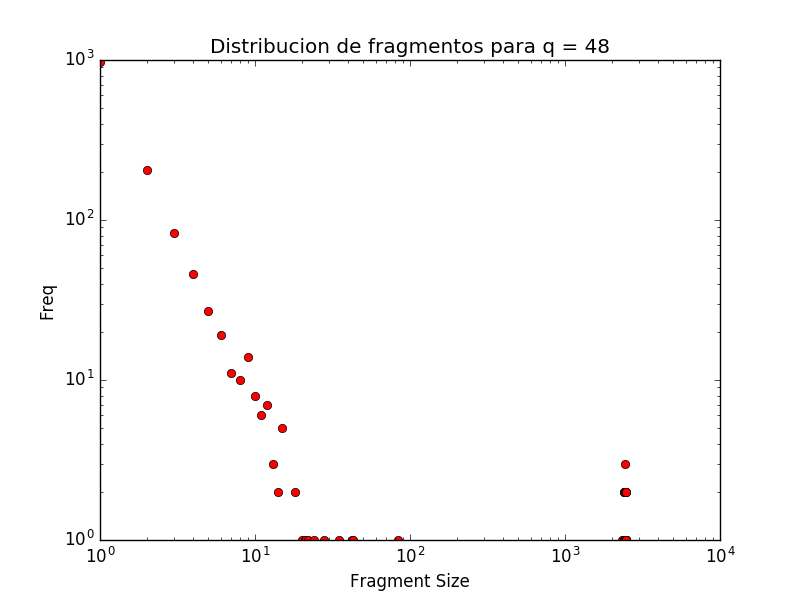 Distribucion de fragmentos para q = 48
10^3
10^2
10^1
10^0
Freq
10^0 10^1 10^2 10^3 10^4
Fragment Size